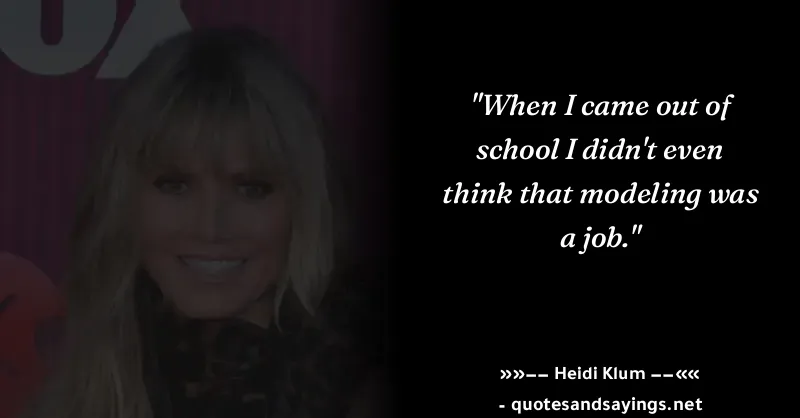 "When I came out of
school I didn't even
think that modeling was
a job."
»»–– Heidi Klum ––««
- quotesandsayings.net